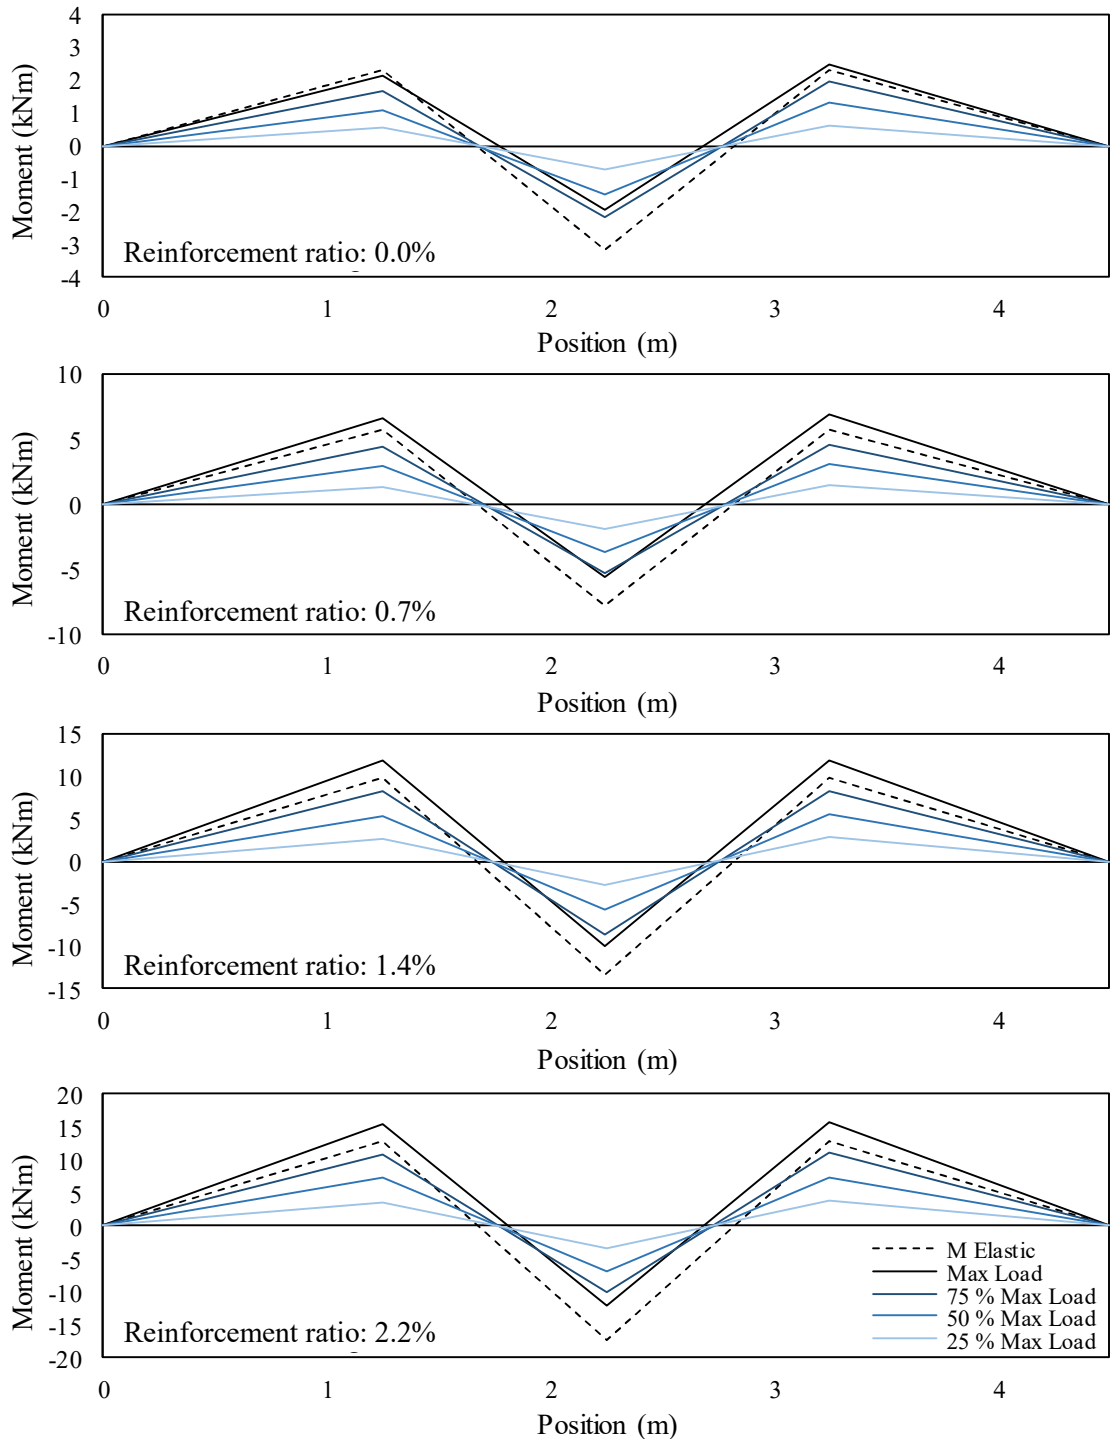 4
3
2
1
0
-1
-2
-3
-4
Moment (kNm)
Reinforcement ratio: 0.0%
0 1 2 3 4
Position (m)
10
5
0
-5
-10
Moment (kNm)
Reinforcement ratio: 0.7%
0 1 2 3 4
Position (m)
15
10
5
0
-5
-10
-15
Moment (kNm)
Reinforcement ratio: 1.4%
0 1 2 3 4
Position (m)
20
15
10
5
0
-5
-10
-15
-20
Moment (kNm)
M Elastic
Max Load
75 % Max Load
50 % Max Load
25 % Max Load
Reinforcement ratio: 2.2%
0 1 2 3 4
Position (m)